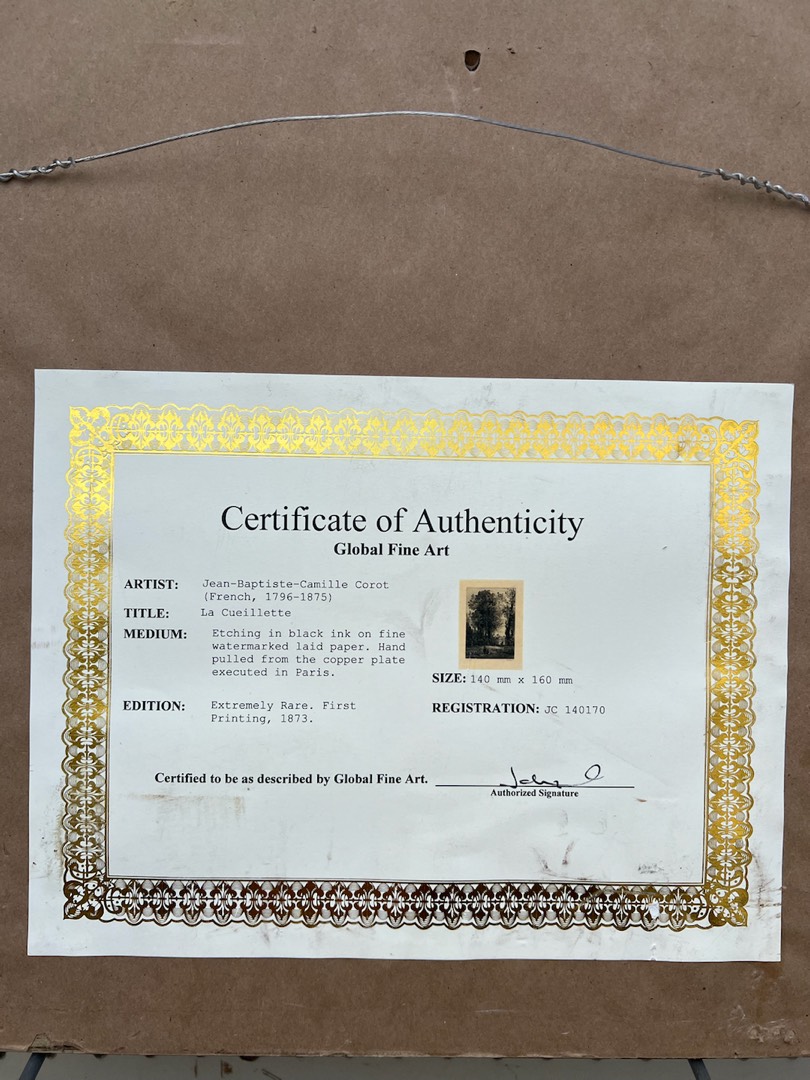 Certificate of Authenticity
Global Fine Art
ARTIST: Jean-Baptiste-Camille Corot
(French, 1796-1875)
TITLE: La Cueillette
MEDIUM: Etching in black ink on fine
watermarked laid paper. Hand
pulled from the copper plate
executed in Paris.
SIZE: 140 mm x 160 mm
EDITION: Extremely Rare. First
Printing, 1873.
REGISTRATION: JC 140170
Certified to be as described by Global Fine Art.
Authorized Signature